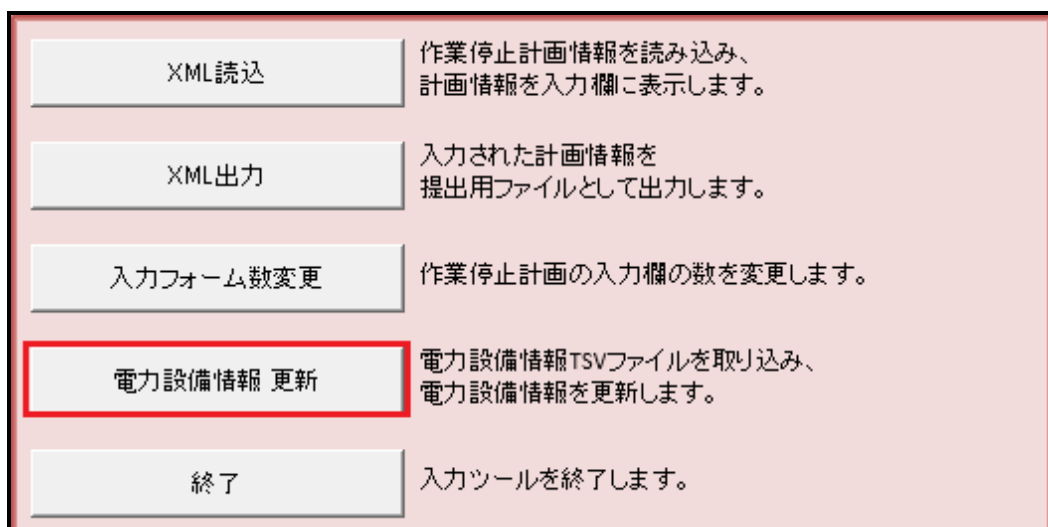 XML読込
作業停止計画情報を読み込み、
計画情報を入力欄に表示します。
XML出力
入力された計画情報を
提出用ファイルとして出力します。
入力フォーム数変更
作業停止計画の入力欄の数を変更します。
電力設備情報 更新
電力設備情報TSVファイルを取り込み、
電力設備情報を更新します。
終了
入力ツールを終了します。